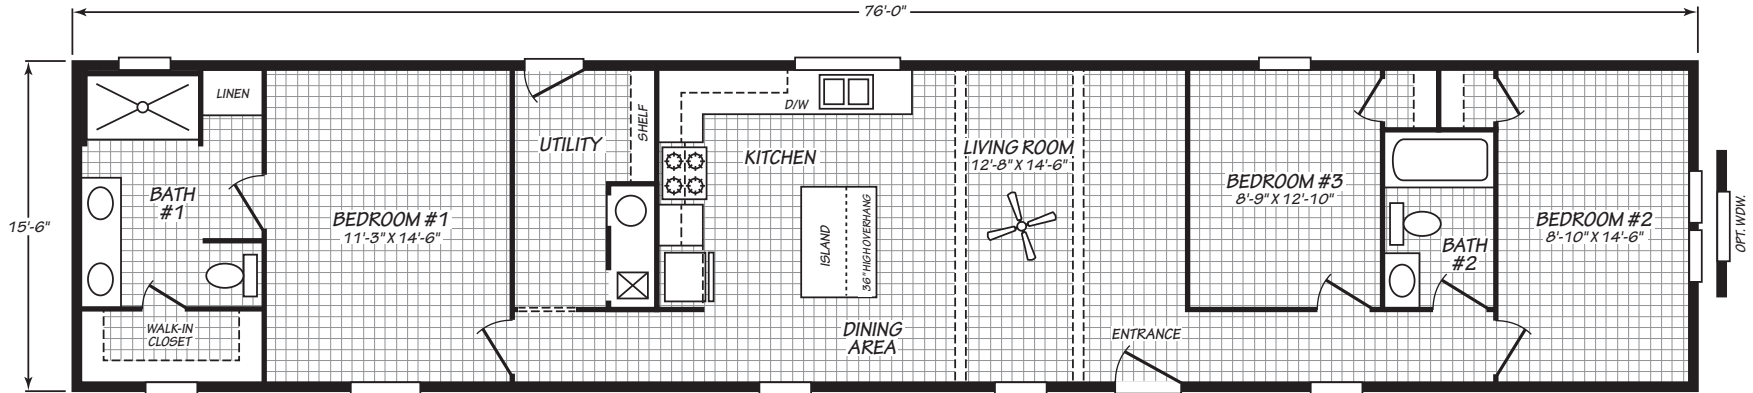 76'-0"
15'-6"
LINEN
BATH
#1
WALK-IN
CLOSET
BEDROOM #1
11'-3" X 14'-6"
UTILITY
SHELF
D/W
KITCHEN
ISLAND
36" HIGH OVERHANG
DINING
AREA
LIVING ROOM
12'-8" X 14'-6"
ENTRANCE
BEDROOM #3
8'-9" X 12'-10"
BATH
#2
BEDROOM #2
8'-10" X 14'-6"
OPT. WDW.